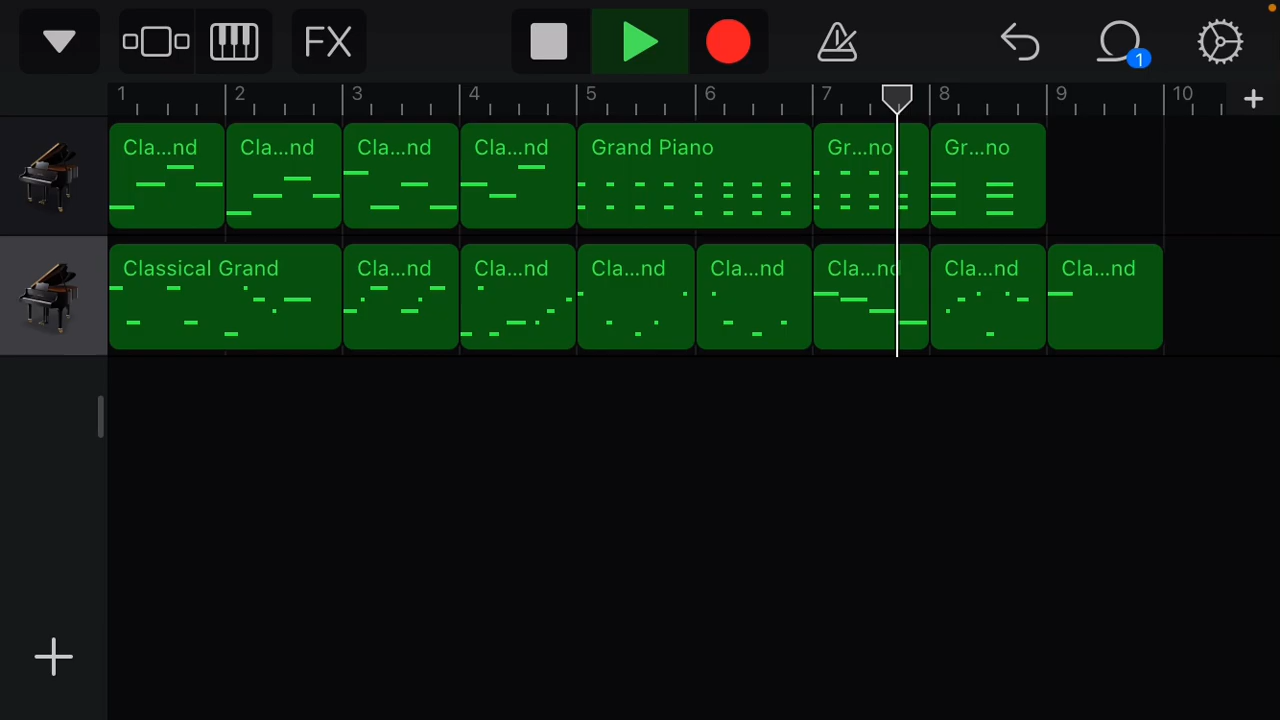 FX
1
1 2 3 4 5 6 7 8 9 10
Cla...nd Cla...nd Cla...nd Cla...nd Grand Piano Gr...no Gr...no
Classical Grand Cla...nd Cla...nd Cla...nd Cla...nd Cla...nd Cla...nd Cla...nd